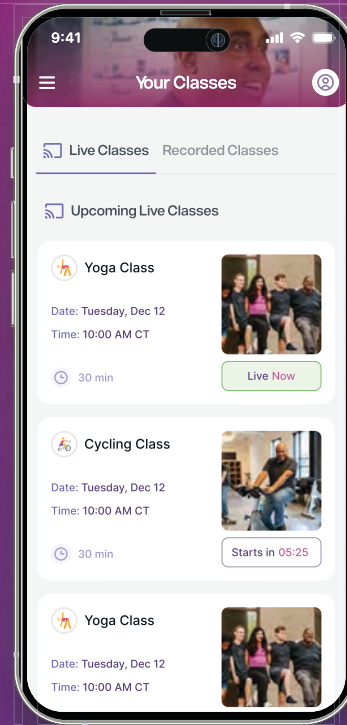 9:41
Your Classes
Live Classes Recorded Classes
Upcoming Live Classes
Yoga Class
Date: Tuesday, Dec 12
Time: 10:00 AM CT
30 min
Live Now
Cycling Class
Date: Tuesday, Dec 12
Time: 10:00 AM CT
30 min
Starts in 05:25
Yoga Class
Date: Tuesday, Dec 12
Time: 10:00 AM CT